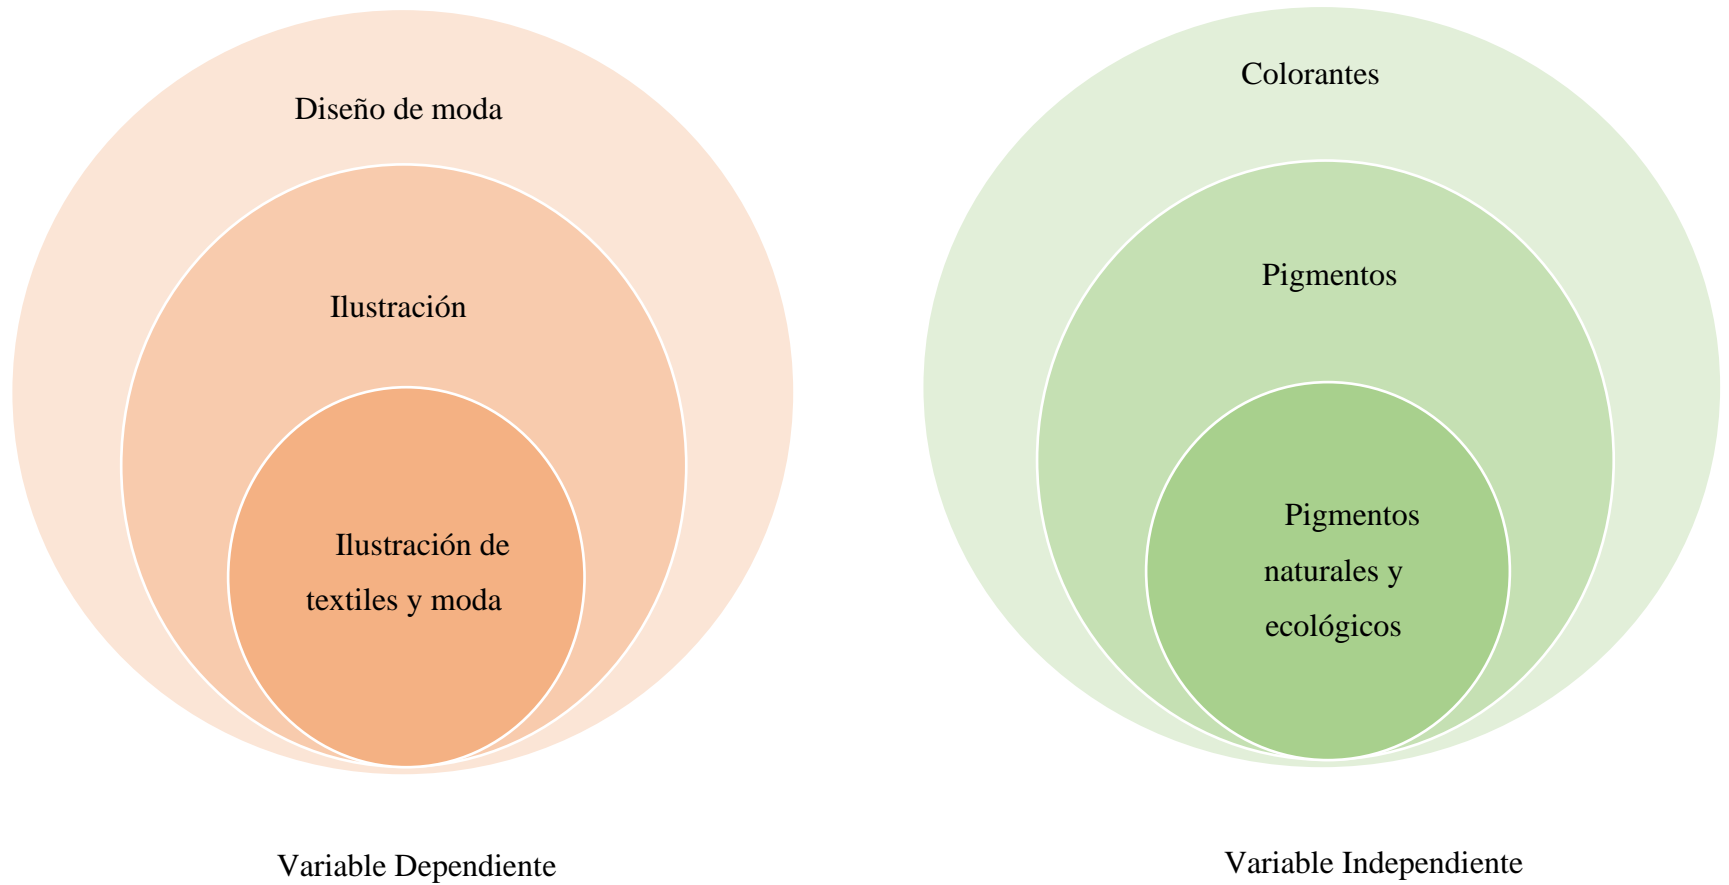 Diseño de moda
Ilustración
Ilustración de
textiles y moda
Variable Dependiente
Colorantes
Pigmentos
Pigmentos
naturales y
ecológicos
Variable Independiente